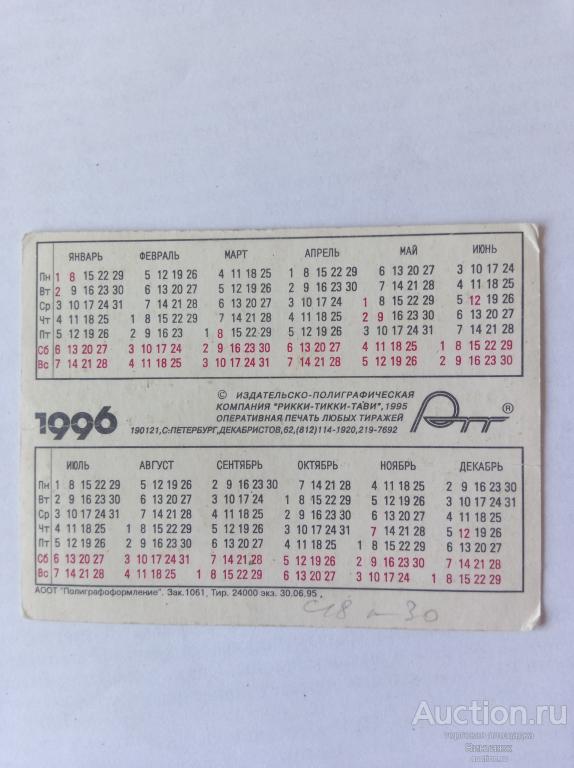 ЯНВАРЬ ФЕВРАЛЬ МАРТ АПРЕЛЬ МАЙ ИЮНЬ
Пн 1 8 15 22 29 5 12 19 26 4 11 18 25 1 8 15 22 29 6 13 20 27 3 10 17 24
Вт 2 9 16 23 30 6 13 20 27 5 12 19 26 2 9 16 23 30 7 14 21 28 4 11 18 25
Ср 3 10 17 24 31 7 14 21 28 6 13 20 27 3 10 17 24 1 8 15 22 29 5 12 19 26
Чт 4 11 18 25 1 8 15 22 29 7 14 21 28 4 11 18 25 2 9 16 23 30 6 13 20 27
Пт 5 12 19 26 2 9 16 23 1 8 15 22 29 5 12 19 26 3 10 17 24 31 7 14 21 28
Сб 6 13 20 27 3 10 17 24 2 9 16 23 30 6 13 20 27 4 11 18 25 1 8 15 22 29
Вс 7 14 21 28 4 11 18 25 3 10 17 24 31 7 14 21 28 5 12 19 26 2 9 16 23 30
1996
© ИЗДАТЕЛЬСКО-ПОЛИГРАФИЧЕСКАЯ
КОМПАНИЯ "РИККИ-ТИККИ-ТАВИ", 1995
ОПЕРАТИВНАЯ ПЕЧАТЬ ЛЮБЫХ ТИРАЖЕЙ
190121,С:ПЕТЕРБУРГ,ДЕКАБРИСТОВ,62,(812)114-1920,219-7692
РТТ ®
ИЮЛЬ АВГУСТ СЕНТЯБРЬ ОКТЯБРЬ НОЯБРЬ ДЕКАБРЬ
Пн 1 8 15 22 29 5 12 19 26 2 9 16 23 30 7 14 21 28 4 11 18 25 2 9 16 23 30
Вт 2 9 16 23 30 6 13 20 27 3 10 17 24 1 8 15 22 29 5 12 19 26 3 10 17 24 31
Ср 3 10 17 24 31 7 14 21 28 4 11 18 25 2 9 16 23 30 6 13 20 27 4 11 18 25
Чт 4 11 18 25 1 8 15 22 29 5 12 19 26 3 10 17 24 31 7 14 21 28 5 12 19 26
Пт 5 12 19 26 2 9 16 23 30 6 13 20 27 4 11 18 25 1 8 15 22 29 6 13 20 27
Сб 6 13 20 27 3 10 17 24 31 7 14 21 28 5 12 19 26 2 9 16 23 30 7 14 21 28
Вс 7 14 21 28 4 11 18 25 1 8 15 22 29 6 13 20 27 3 10 17 24 1 8 15 22 29
АООТ "Полиграфоформление". Зак.1061, Тир. 24000 экз. 30.06.95
Auction.ru
торговая площадка
auction.ru